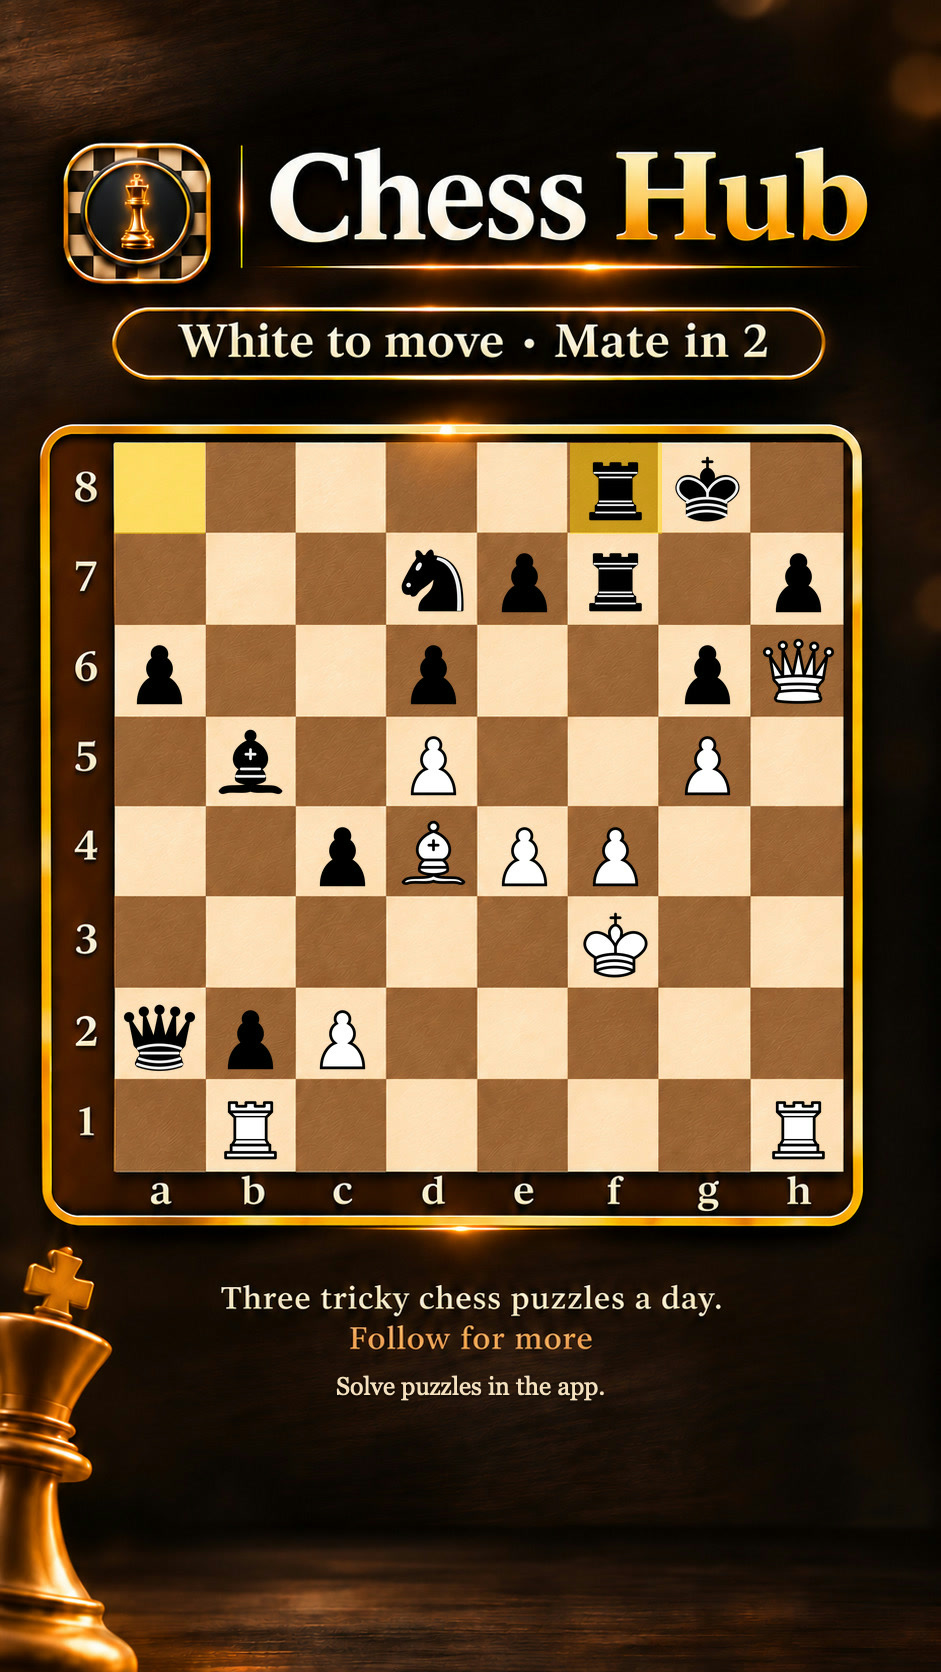 Chess Hub
White to move • Mate in 2
8
7
6
5
4
3
2
1
a b c d e f g h
Three tricky chess puzzles a day.
Follow for more
Solve puzzles in the app.